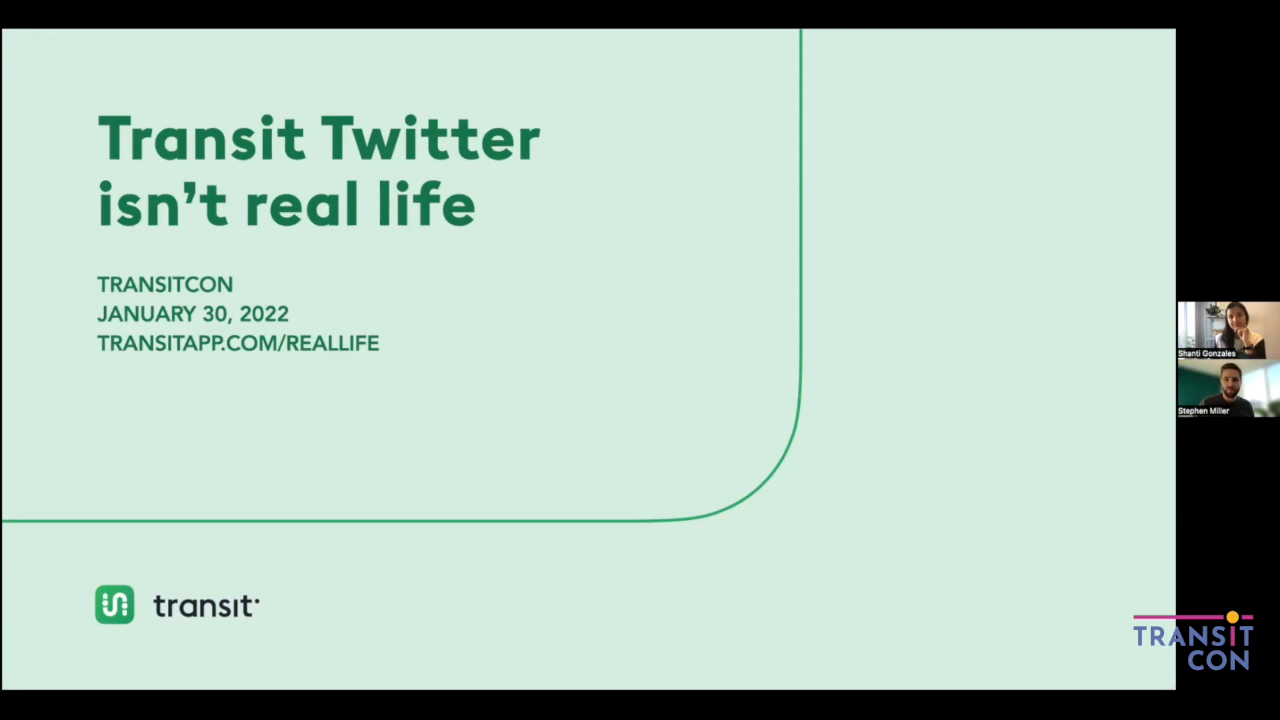 Transit Twitter
isn’t real life
TRANSITCON
JANUARY 30, 2022
TRANSITAPP.COM/REALLIFE
transit
Shanti Gonzales
Stephen Miller
TRANSIT
CON